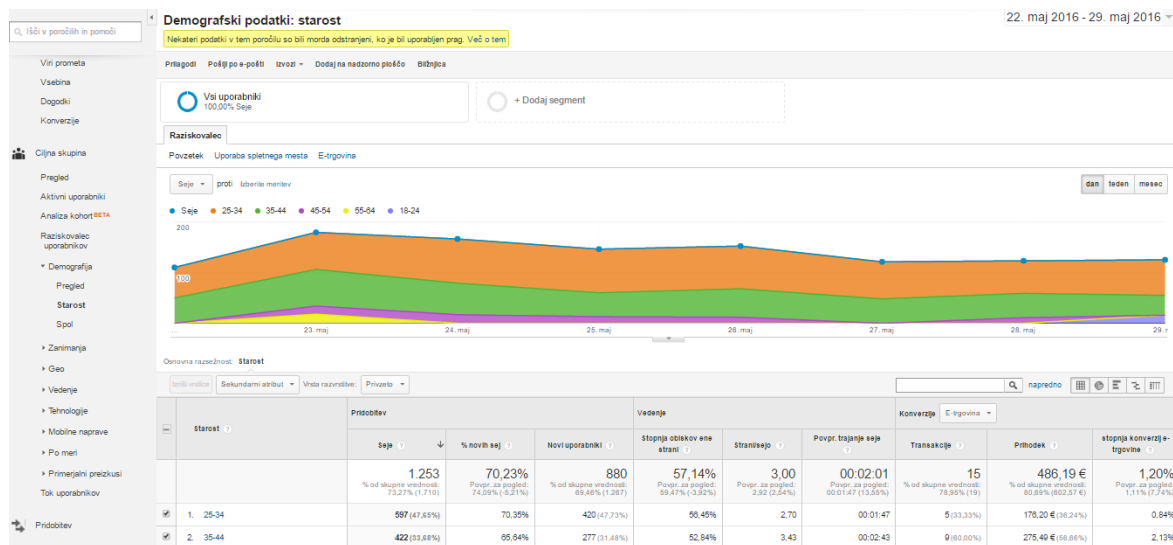 Demografski podatki: starost
22. maj 2016 - 29. maj 2016
Išči v poročilih in pomoči
Nekateri podatki v tem poročilu so bili morda odstranjeni, ko je bil uporabljen prag. Več o tem
Viri prometa
Vsebina
Dogodki
Konverzije
Ciljna skupina
Pregled
Aktivni uporabniki
Analiza kohort BETA
Raziskovalec
uporabnikov
Demografija
Pregled
Starost
Spol
Zanimanja
Geo
Vedenje
Tehnologije
Mobilne naprave
Po meri
Primerjalni preizkusi
Tok uporabnikov
Pridobitev
Prilagodi Pošlji po e-pošti Izvozi Dodaj na nadzorno ploščo Bližnjica
Vsi uporabniki
100,00% Seje
+ Dodaj segment
Raziskovalec
Povzetek Uporaba spletnega mesta E-trgovina
Seje proti Izberite meritev
dan teden mesec
Seje 25-34 35-44 45-54 55-64 18-24
200
100
... 23. maj 24. maj 25. maj 26. maj 27. maj 28. maj 29. r
Osnovna razsežnost: Starost
Izriši vrstice Sekundarni atribut Vrsta razvrstitve: Privzeto
napredno
Starost
Pridobitev Vedenje Konverzije E-trgovina
Seje % novih sej Novi uporabniki Stopnja obiskov ene strani Strani/sejo Povpr. trajanje seje Transakcije Prihodek stopnja konverzij e-trgovine
1.253 70,23% 880 57,14% 3,00 00:02:01 15 486,19 € 1,20%
% od skupne vrednosti: 73,27% (1.710) Povpr. za pogled: 74,09% (-5,21%) % od skupne vrednosti: 69,46% (1.267) Povpr. za pogled: 59,47% (-3,92%) Povpr. za pogled: 2,92 (2,54%) Povpr. za pogled: 00:01:47 (13,55%) % od skupne vrednosti: 78,95% (19) % od skupne vrednosti: 80,69% (602,57 €) Povpr. za pogled: 1,11% (7,74%)
1. 25-34 597 (47,65%) 70,35% 420 (47,73%) 56,45% 2,70 00:01:47 5 (33,33%) 176,20 € (36,24%) 0,84%
2. 35-44 422 (33,68%) 65,64% 277 (31,48%) 52,84% 3,43 00:02:43 9 (60,00%) 275,49 € (56,66%) 2,13%